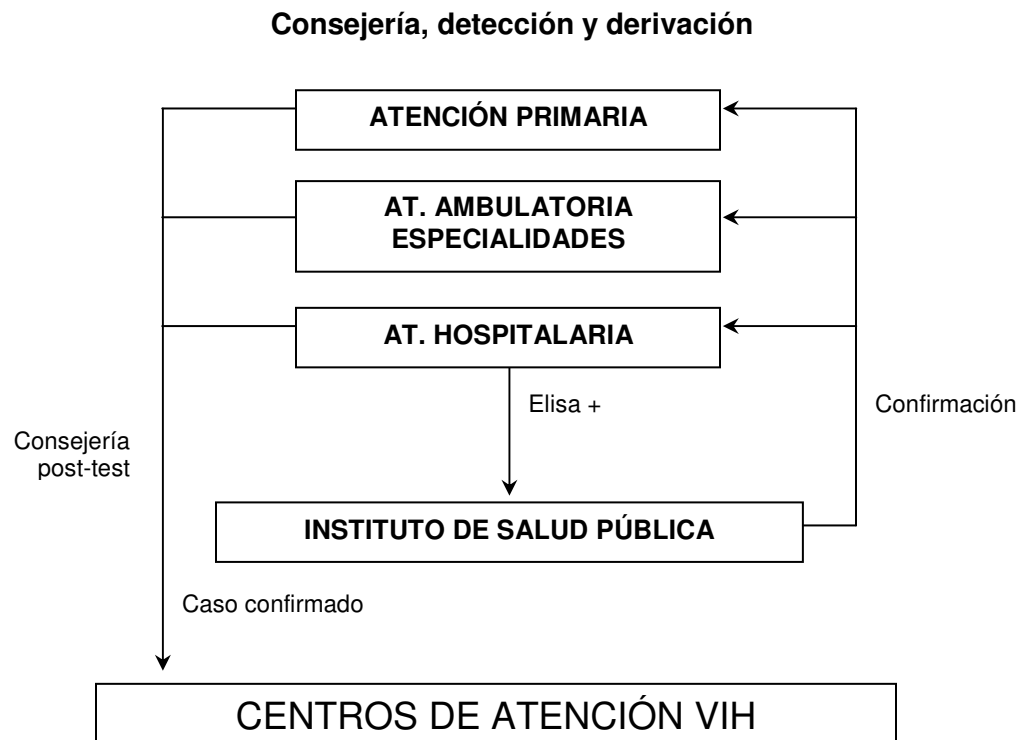 Consejería, detección y derivación
ATENCIÓN PRIMARIA
AT. AMBULATORIA
ESPECIALIDADES
AT. HOSPITALARIA
Elisa +
Confirmación
Consejería
post-test
INSTITUTO DE SALUD PÚBLICA
Caso confirmado
CENTROS DE ATENCIÓN VIH